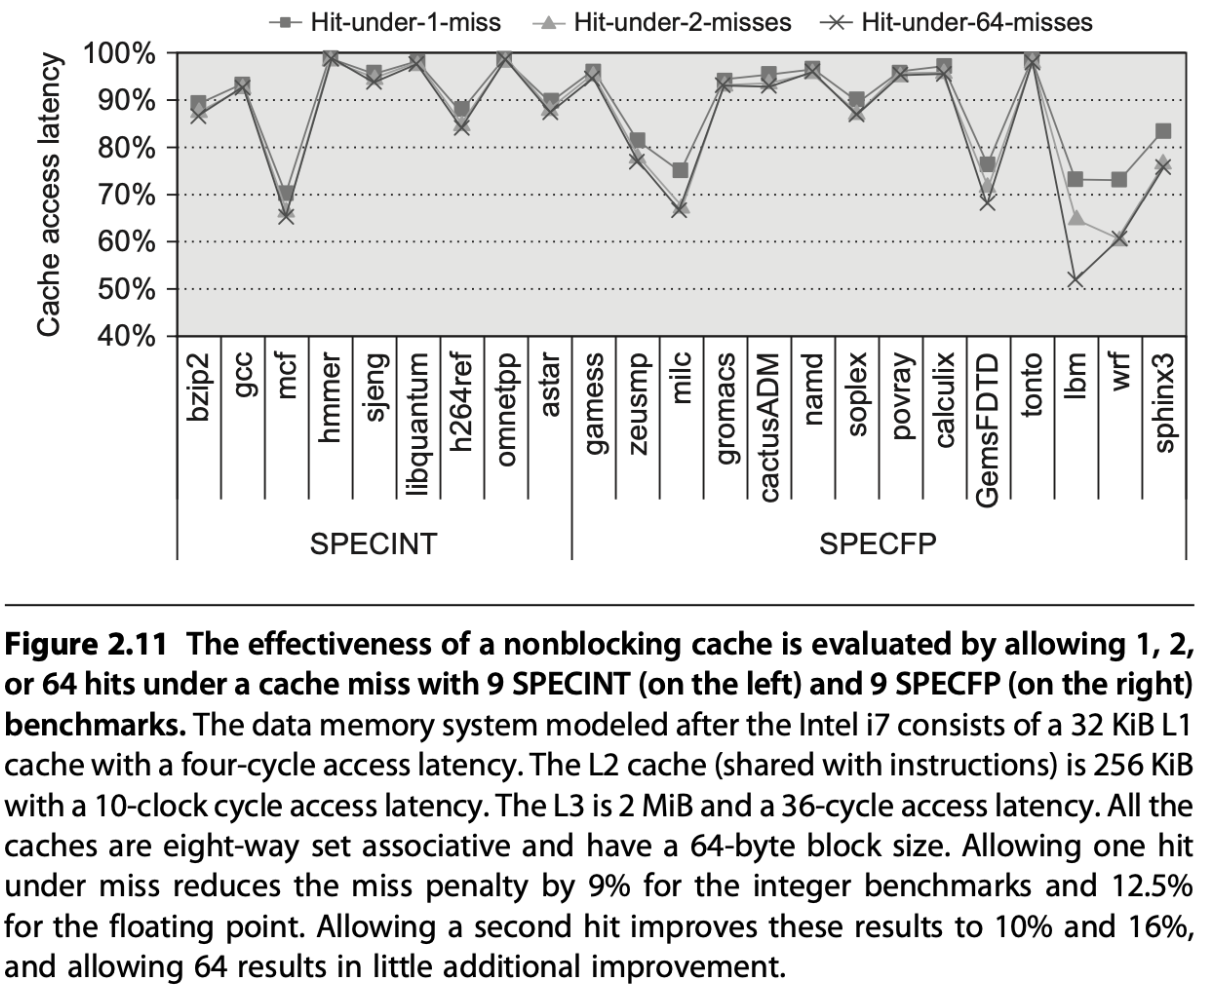 Hit-under-1-miss Hit-under-2-misses Hit-under-64-misses
Cache access latency
100%
90%
80%
70%
60%
50%
40%
bzip2
gcc
mcf
hmmer
sjeng
libquantum
h264ref
omnetpp
astar
gamess
zeusmp
milc
gromacs
cactusADM
namd
soplex
povray
calculix
GemsFDTD
tonto
lbm
wrf
sphinx3
SPECINT SPECFP
Figure 2.11 The effectiveness of a nonblocking cache is evaluated by allowing 1, 2,
or 64 hits under a cache miss with 9 SPECINT (on the left) and 9 SPECFP (on the right)
benchmarks. The data memory system modeled after the Intel i7 consists of a 32 KiB L1
cache with a four-cycle access latency. The L2 cache (shared with instructions) is 256 KiB
with a 10-clock cycle access latency. The L3 is 2 MiB and a 36-cycle access latency. All the
caches are eight-way set associative and have a 64-byte block size. Allowing one hit
under miss reduces the miss penalty by 9% for the integer benchmarks and 12.5%
for the floating point. Allowing a second hit improves these results to 10% and 16%,
and allowing 64 results in little additional improvement.